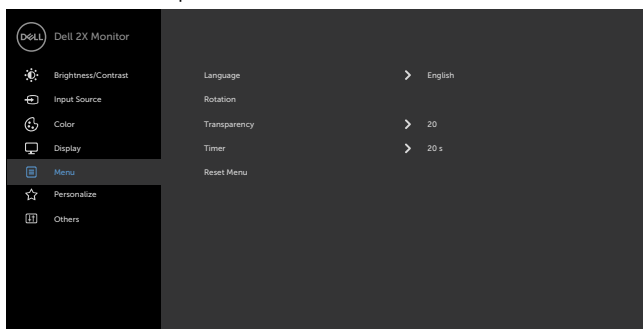 DELL Dell 2X Monitor
Brightness/Contrast Language English
Input Source Rotation
Color Transparency 20
Display Timer 20 s
Menu Reset Menu
Personalize
Others